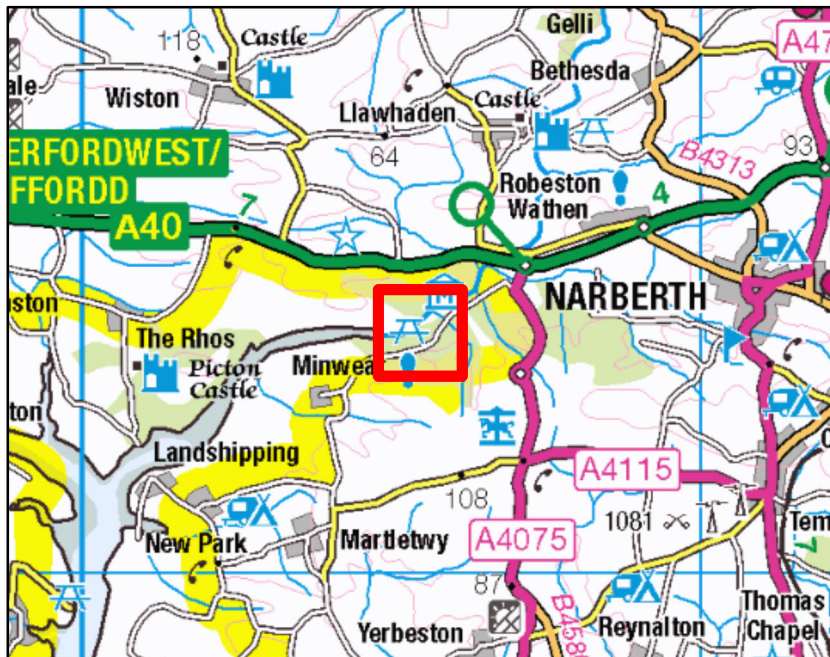 118
Castle
Gelli
A47
ale
Wiston
Bethesda
Llawhaden
Castle
64
B4313
93
ERFORDWEST/
FFORDD
A40
7
Robeston
Wathen
4
NARBERTH
ston
The Rhos
Picton
Castle
Minwea
ton
Landshipping
A4115
108
1081
New Park
Martletwy
A4075
Tem
7
87
B458
Thomas
Chapel
Yerbeston
Reynalton